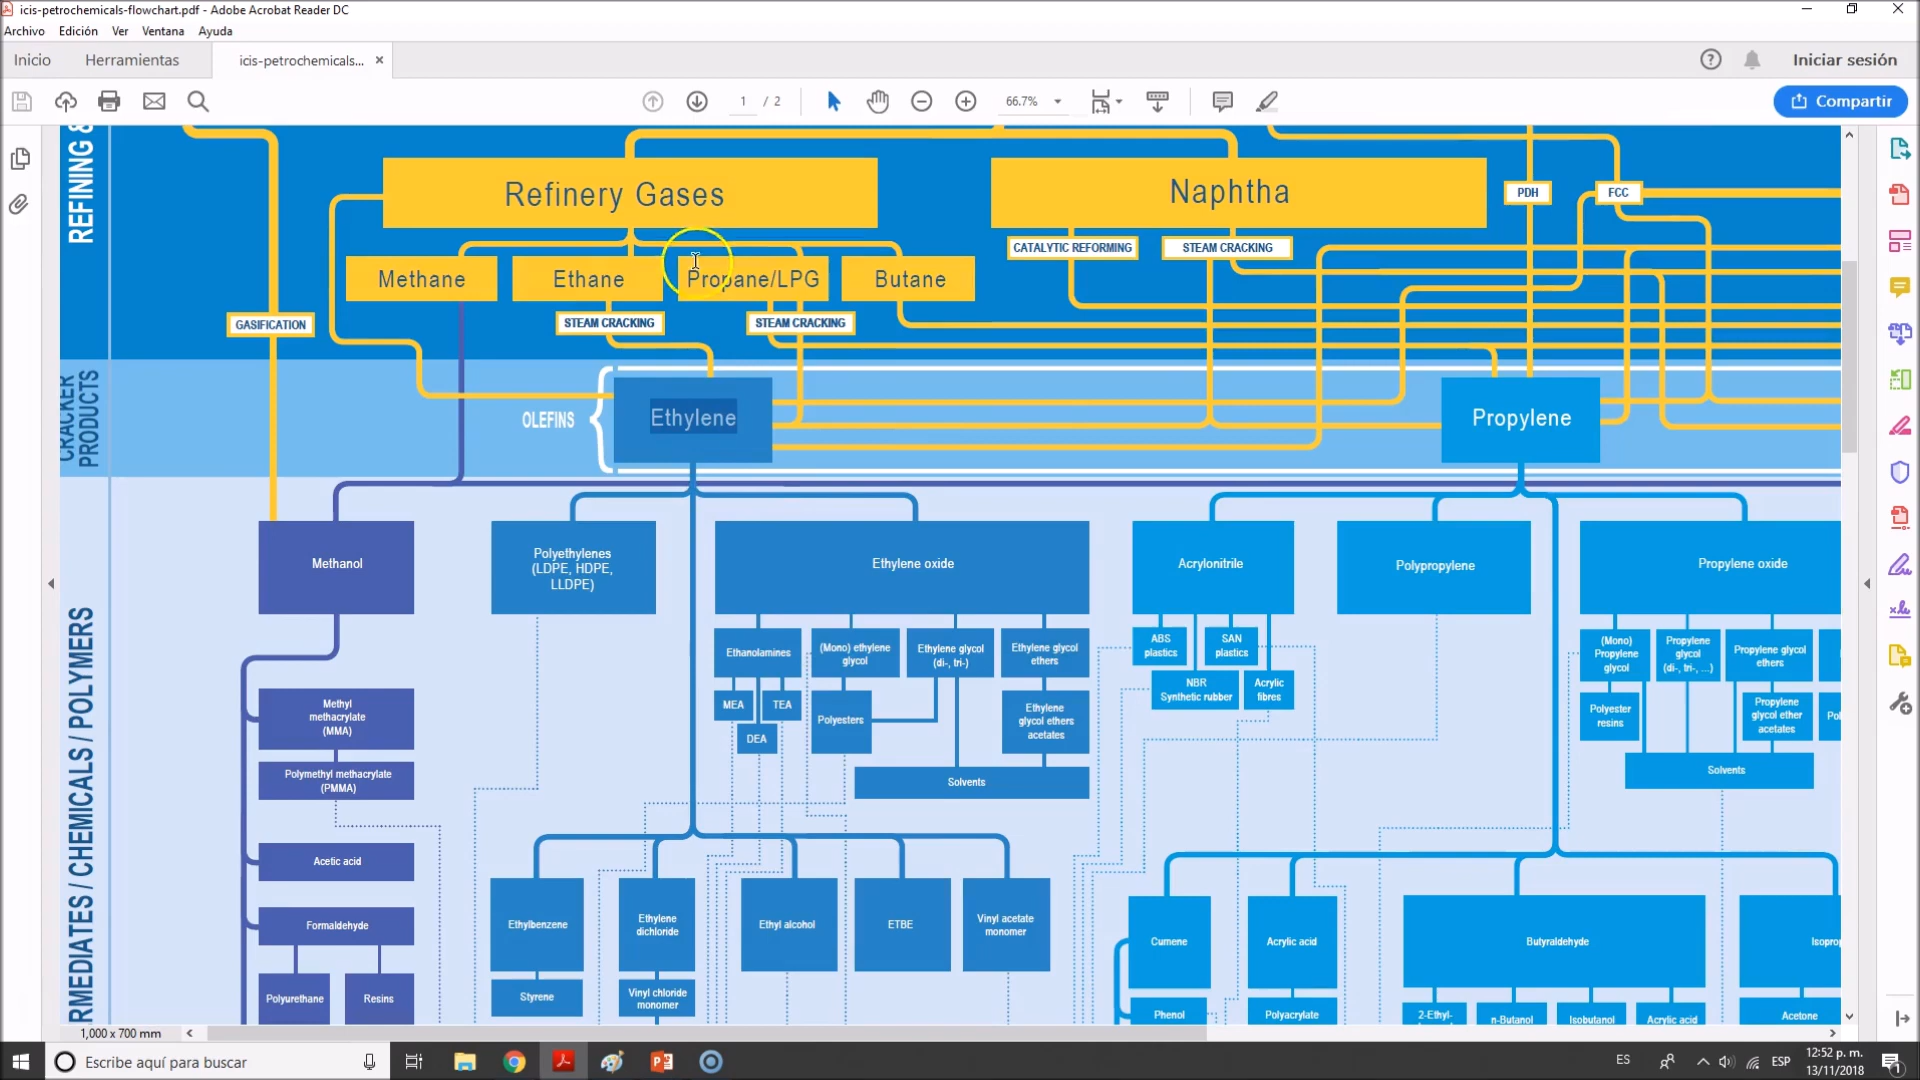 icis-petrochemicals-flowchart.pdf - Adobe Acrobat Reader DC
Archivo Edición Ver Ventana Ayuda
Inicio Herramientas icis-petrochemicals... × Iniciar sesión
1 / 2 66.7% Compartir
REFINING &
Refinery Gases
Naphtha
PDH
FCC
CATALYTIC REFORMING
STEAM CRACKING
Methane
Ethane
Propane/LPG
Butane
GASIFICATION
STEAM CRACKING
STEAM CRACKING
CRACKER
PRODUCTS
OLEFINS
Ethylene
Propylene
RMEDIATES / CHEMICALS / POLYMERS
Methanol
Polyethylenes
(LDPE, HDPE,
LLDPE)
Ethylene oxide
Acrylonitrile
Polypropylene
Propylene oxide
Ethanolamines
(Mono) ethylene
glycol
Ethylene glycol
(di-, tri-)
Ethylene glycol
ethers
ABS
plastics
SAN
plastics
(Mono)
Propylene
glycol
Propylene
glycol
(di-, tri-, ...)
Propylene glycol
ethers
MEA
TEA
DEA
Polyesters
Ethylene
glycol ethers
acetates
NBR
Synthetic rubber
Acrylic
fibres
Polyester
resins
Propylene
glycol ether
acetates
Pol
Solvents
Solvents
Methyl
methacrylate
(MMA)
Polymethyl methacrylate
(PMMA)
Acetic acid
Formaldehyde
Polyurethane
Resins
Ethylbenzene
Ethylene
dichloride
Ethyl alcohol
ETBE
Vinyl acetate
monomer
Styrene
Vinyl chloride
monomer
Cumene
Acrylic acid
Butyraldehyde
Isoprop
Phenol
Polyacrylate
2-Ethyl-
n-Butanol
Isobutanol
Acrylic acid
Acetone
1,000 x 700 mm
Escribe aquí para buscar
ES
ESP
12:52 p. m.
13/11/2018
1